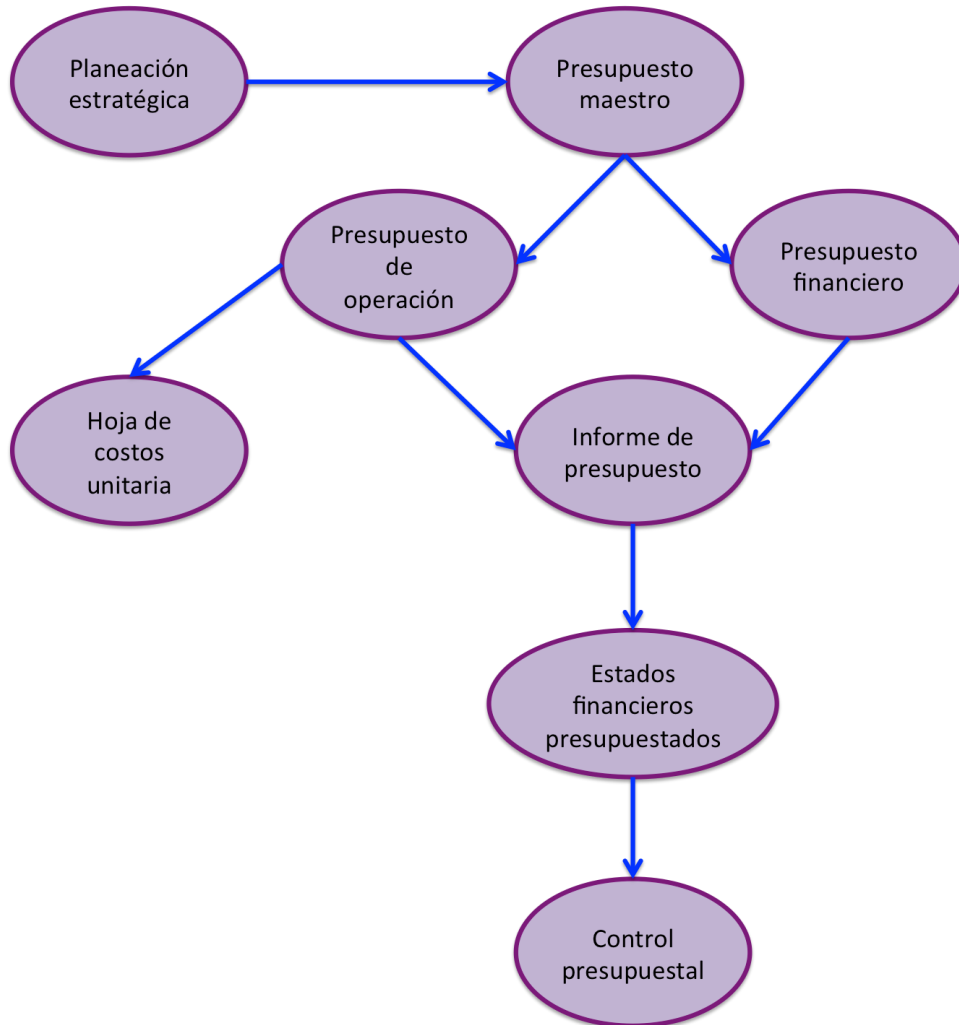 Planeación
estratégica
Presupuesto
maestro
Presupuesto
de
operación
Presupuesto
financiero
Hoja de
costos
unitaria
Informe de
presupuesto
Estados
financieros
presupuestados
Control
presupuestal